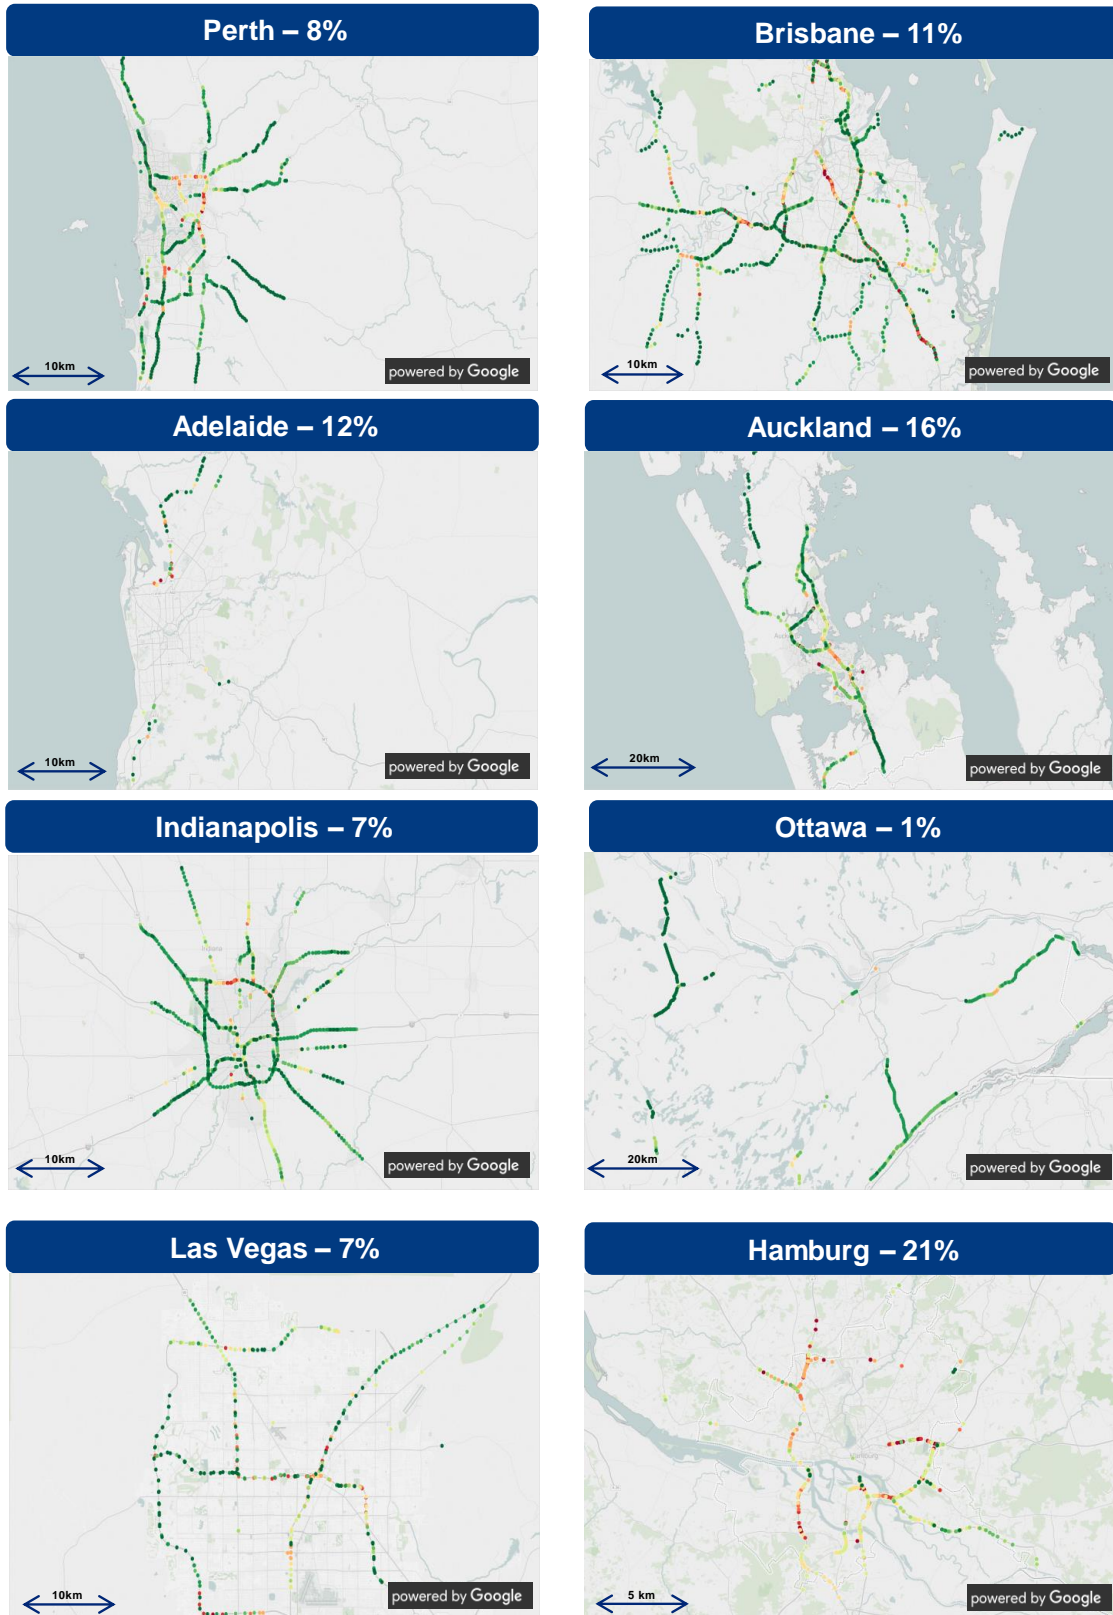 Perth – 8%
Brisbane – 11%
10km
powered by Google
10km
powered by Google
Adelaide – 12%
Auckland – 16%
10km
powered by Google
20km
powered by Google
Indianapolis – 7%
Ottawa – 1%
Indiana
10km
powered by Google
20km
powered by Google
Las Vegas – 7%
Hamburg – 21%
10km
powered by Google
5 km
powered by Google